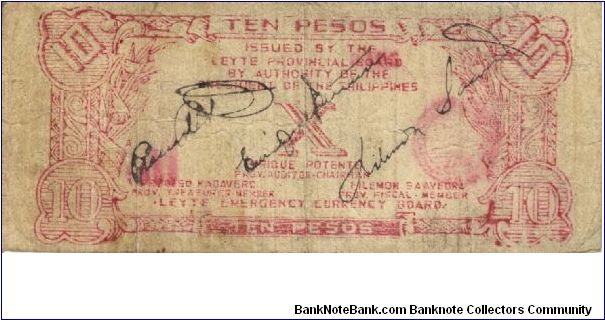 TEN PESOS
ISSUED BY THE
LEYTE PROVINCIAL BOARD
BY AUTHORITY OF THE
OF THE PHILIPPINES
X
POTENTE
PROV. AUDITOR-CHAIRMAN
KADAVERO FILEMON SAAVEDRA
PROV. TREASURER-MEMBER PROV. FISCAL-MEMBER
10 LEYTE EMERGENCY CURRENCY BOARD 10
TEN PESOS
BankNoteBank.com Banknote Collectors Community